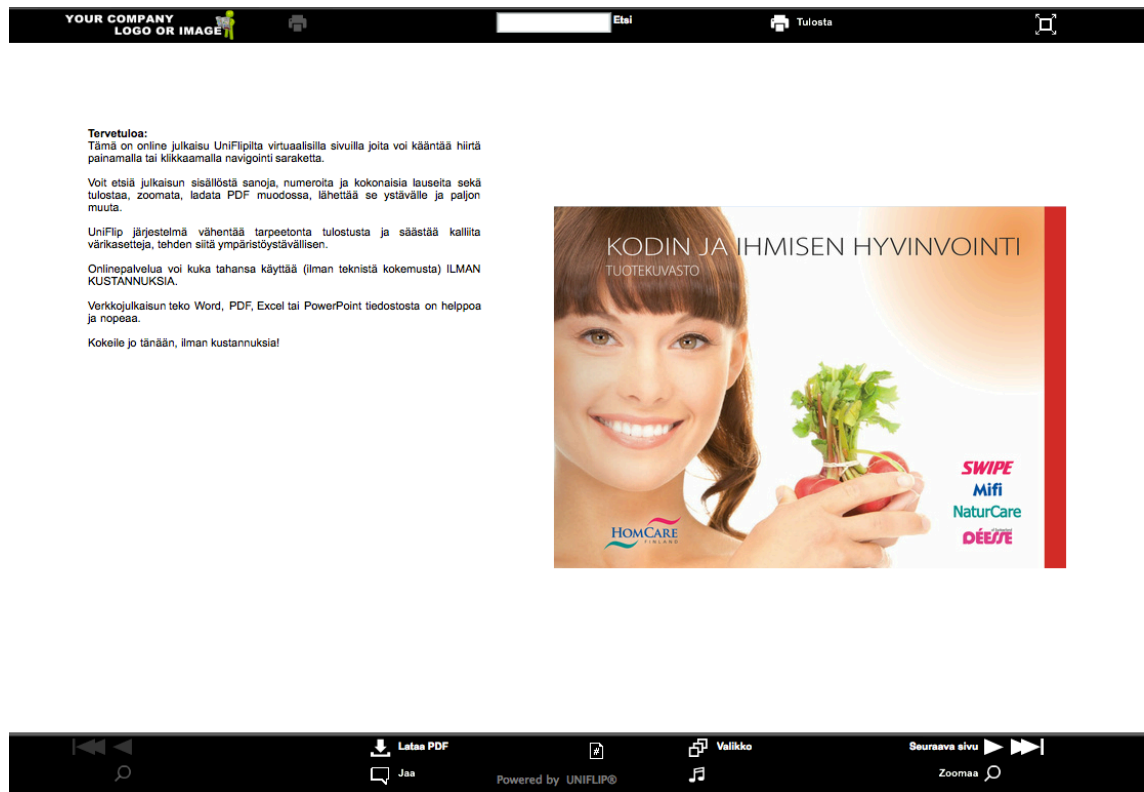 YOUR COMPANY
LOGO OR IMAGE
Etsi
Tulosta
Tervetuloa:
Tämä on online julkaisu UniFlipilta virtuaalisilla sivuilla joita voi kääntää hiirtä
painamalla tai klikkaamalla navigointi saraketta.
Voit etsiä julkaisun sisällöstä sanoja, numeroita ja kokonaisia lauseita sekä
tulostaa, zoomata, ladata PDF muodossa, lähettää se ystävälle ja paljon
muuta.
UniFlip järjestelmä vähentää tarpeetonta tulostusta ja säästää kalliita
värikasetteja, tehden siitä ympäristöystävällisen.
Onlinepalvelua voi kuka tahansa käyttää (ilman teknistä kokemusta) ILMAN
KUSTANNUKSIA.
Verkkojulkaisun teko Word, PDF, Excel tai PowerPoint tiedostosta on helppoa
ja nopeaa.
Kokeile jo tänään, ilman kustannuksia!
KODIN JA IHMISEN HYVINVOINTI
TUOTEKUVASTO
SWIPE
Mifi
NaturCare
DÉESSE
HOMCARE
FINLAND
Lataa PDF
#
Valikko
Seuraava sivu
Jaa
Powered by UNIFLIP®
Zoomaa